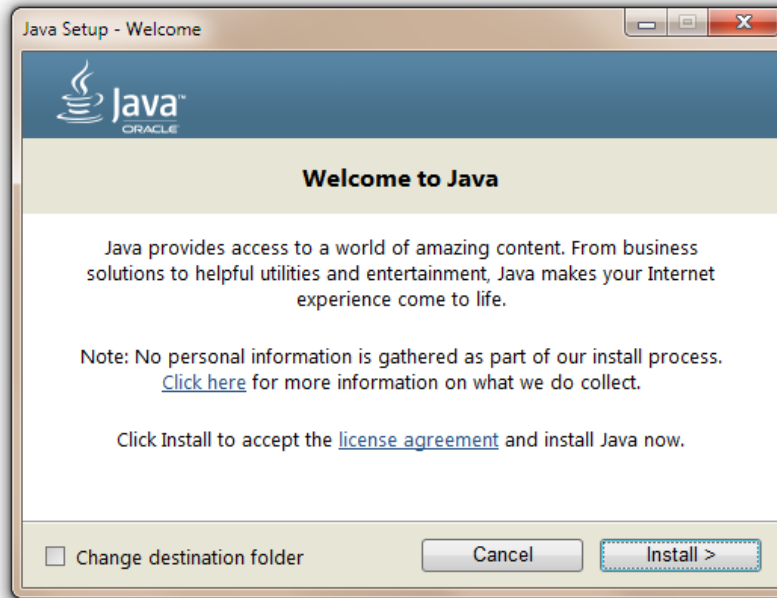 Java Setup - Welcome
Java™
ORACLE
Welcome to Java
Java provides access to a world of amazing content. From business
solutions to helpful utilities and entertainment, Java makes your Internet
experience come to life.
Note: No personal information is gathered as part of our install process.
Click here for more information on what we do collect.
Click Install to accept the license agreement and install Java now.
Change destination folder
Cancel
Install >